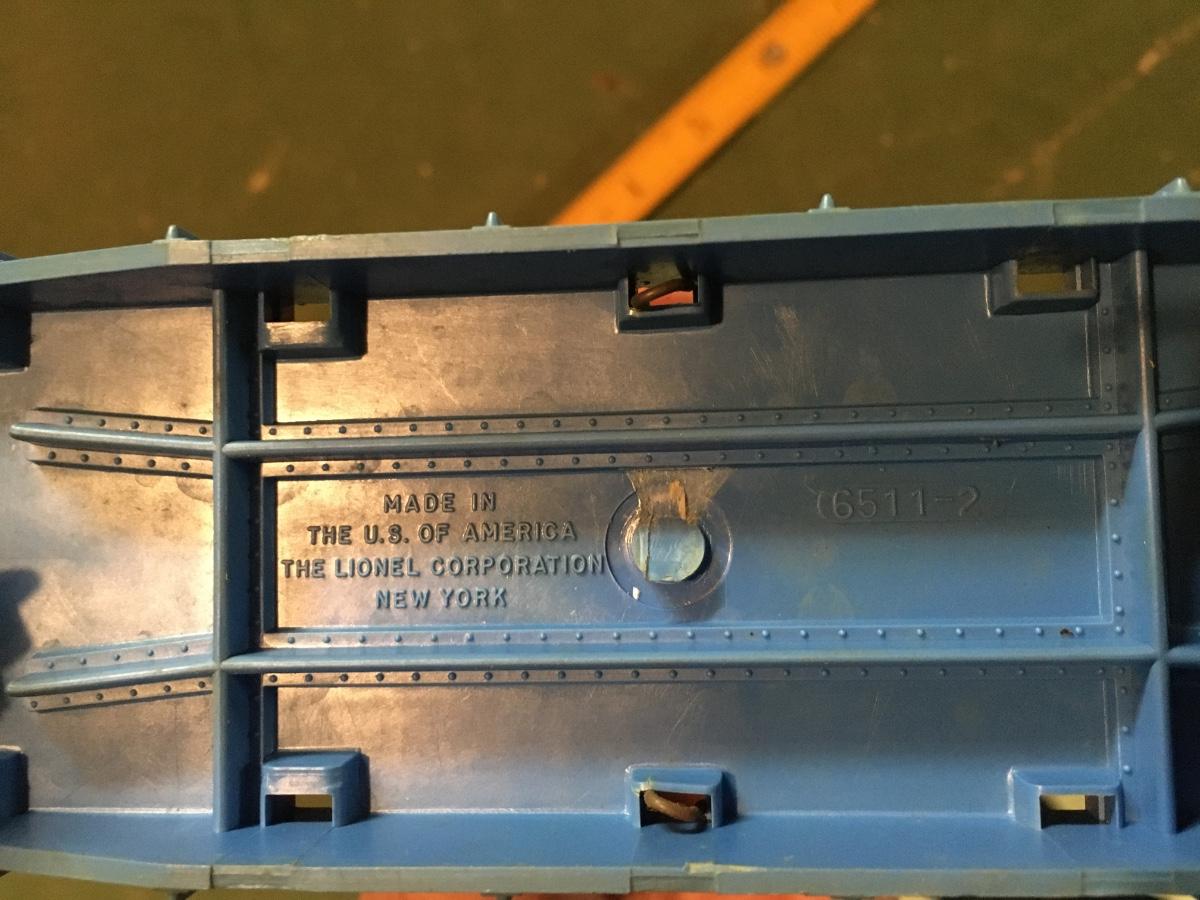 MADE IN
THE U.S. OF AMERICA
THE LIONEL CORPORATION
NEW YORK
6511-2